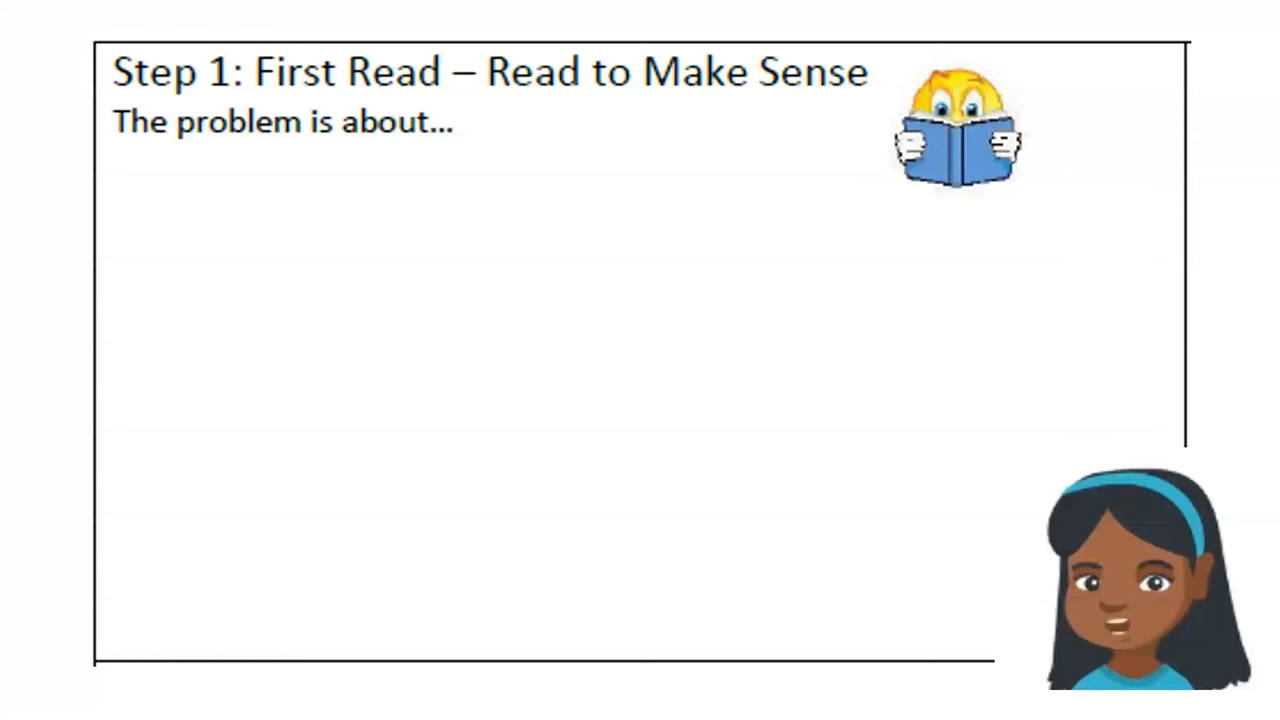 Step 1: First Read – Read to Make Sense
The problem is about...